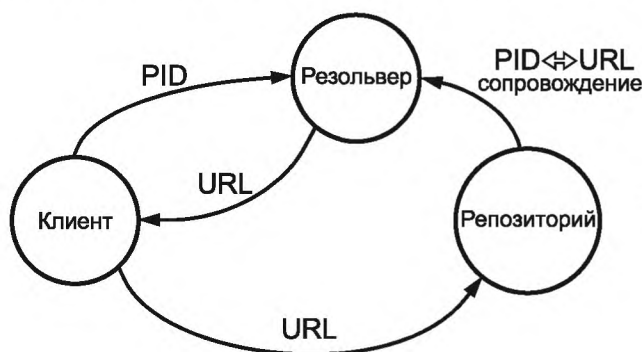 PID
Резольвер
PID⇔URL
сопровождение
URL
Клиент
Репозиторий
URL